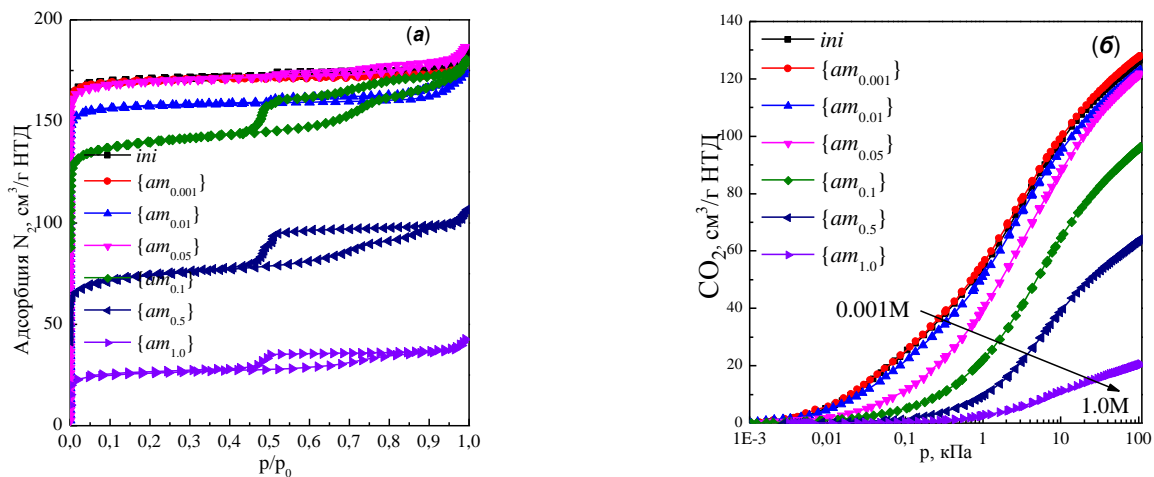 (а)
200
150
100
50
0
Адсорбция N₂, см³/г НТД
ini
{am₀.₀₀₁}
{am₀.₀₁}
{am₀.₀₅}
{am₀.₁}
{am₀.₅}
{am₁.₀}
0,0 0,1 0,2 0,3 0,4 0,5 0,6 0,7 0,8 0,9 1,0
p/p₀
(б)
140
120
100
80
60
40
20
0
CO₂, см³/г НТД
ini
{am₀.₀₀₁}
{am₀.₀₁}
{am₀.₀₅}
{am₀.₁}
{am₀.₅}
{am₁.₀}
0.001M
1.0M
1E-3 0,01 0,1 1 10 100
p, кПа